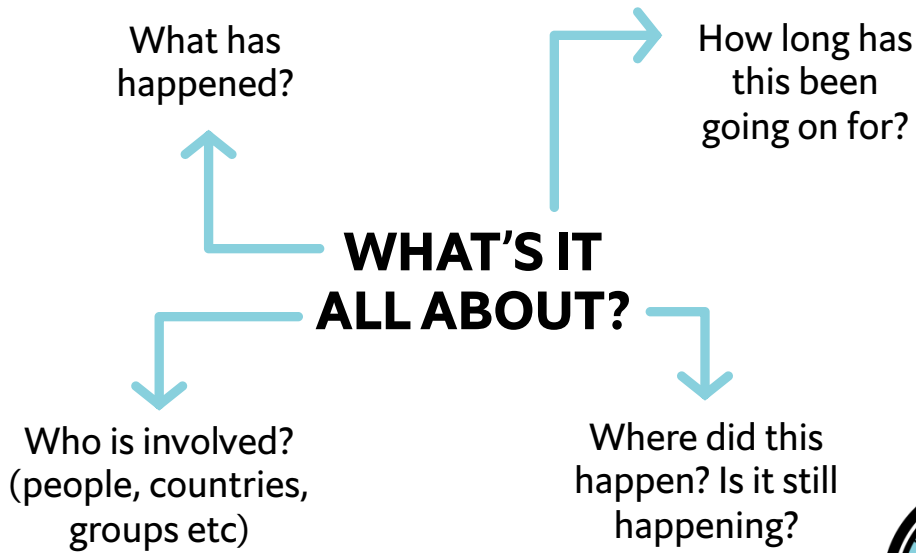 What has
happened?
How long has
this been
going on for?
WHAT'S IT
ALL ABOUT?
Who is involved?
(people, countries,
groups etc)
Where did this
happen? Is it still
happening?